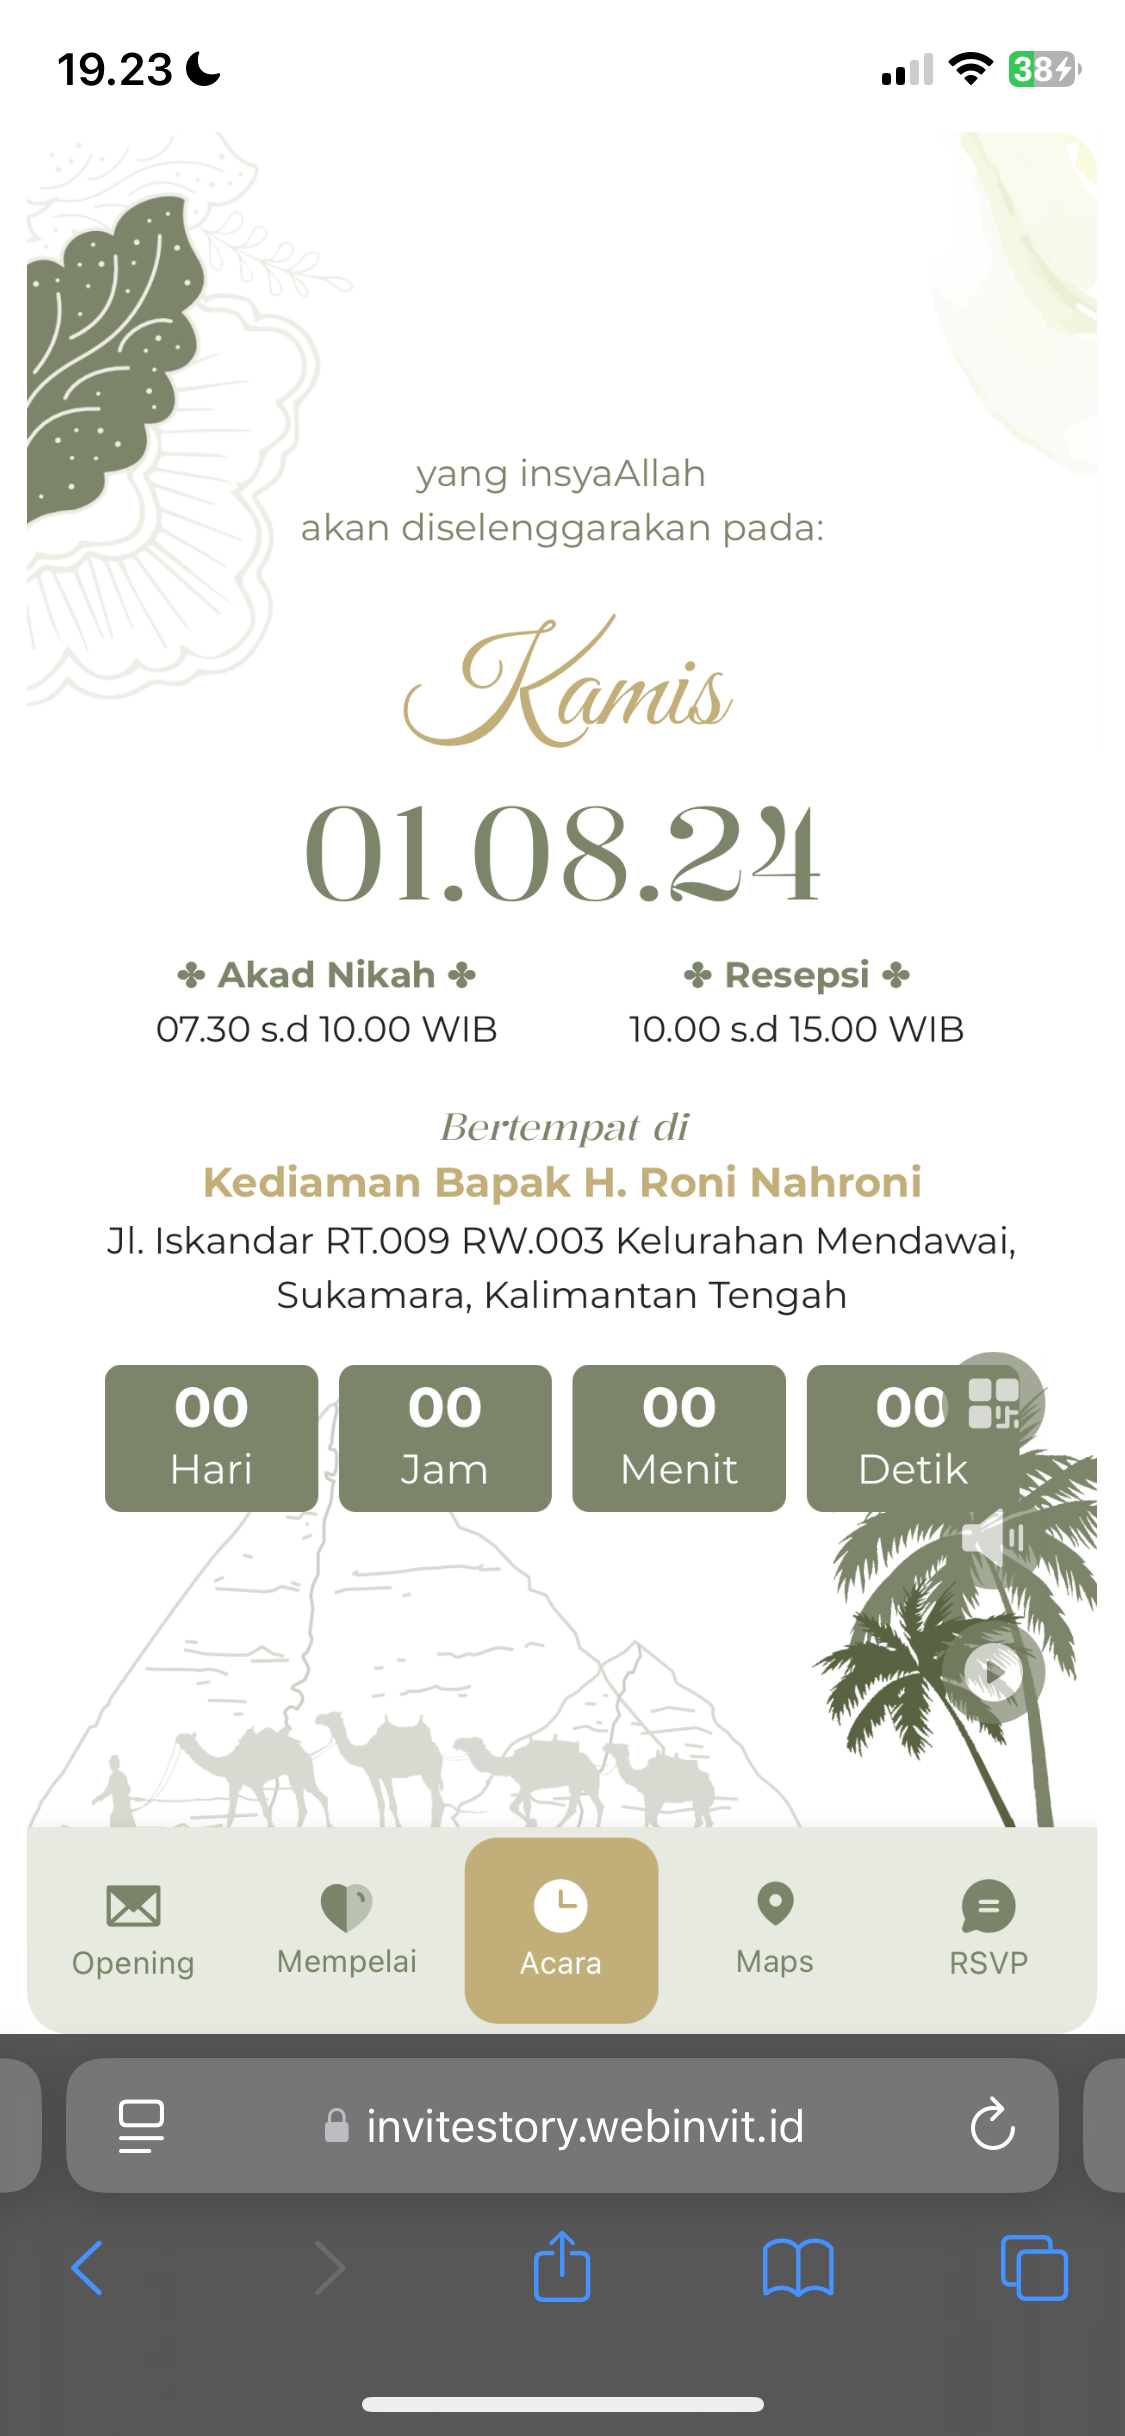 19.23
38
yang insyaAllah
akan diselenggarakan pada:
Kamis
01.08.24
Akad Nikah
07.30 s.d 10.00 WIB
Resepsi
10.00 s.d 15.00 WIB
Bertempat di
Kediaman Bapak H. Roni Nahroni
Jl. Iskandar RT.009 RW.003 Kelurahan Mendawai,
Sukamara, Kalimantan Tengah
00 00 00 00
Hari Jam Menit Detik
Opening Mempelai Acara Maps RSVP
invitestory.webinvit.id